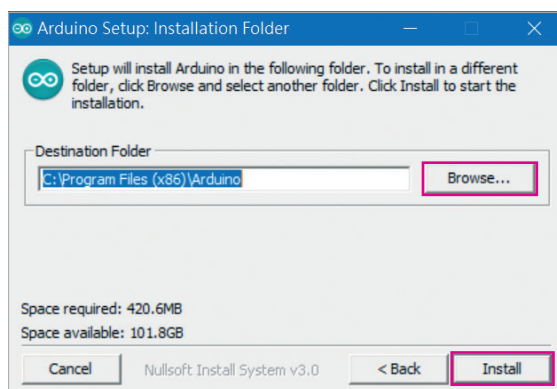 Arduino Setup: Installation Folder
Setup will install Arduino in the following folder. To install in a different
folder, click Browse and select another folder. Click Install to start the
installation.
Destination Folder
C:\Program Files (x86)\Arduino
Browse...
Space required: 420.6MB
Space available: 101.8GB
Cancel
Nullsoft Install System v3.0
< Back
Install